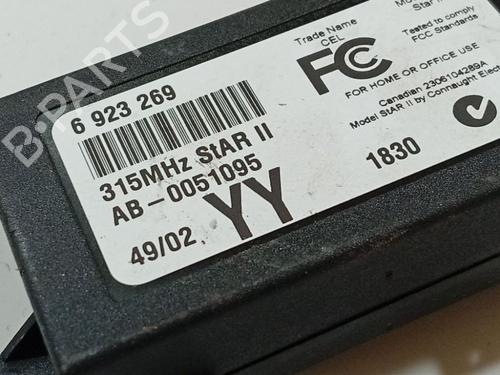 B-PARTS
6 923 269
315MHz StAR II
AB-0051095
49/02
YY
Trade Name
CEL
FC
Tested to comply
FCC Standards
FOR HOME OR OFFICE USE
Canadian 2306104289A
Model StAR II by Connaught Elect
1830